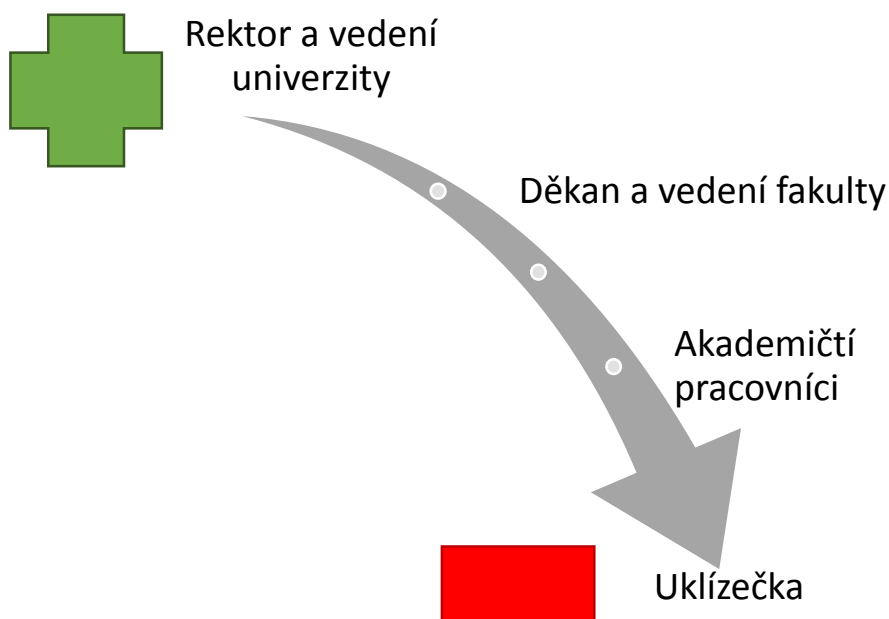 Rektor a vedení
univerzity
Děkan a vedení fakulty
Akademičtí
pracovníci
Uklízečka